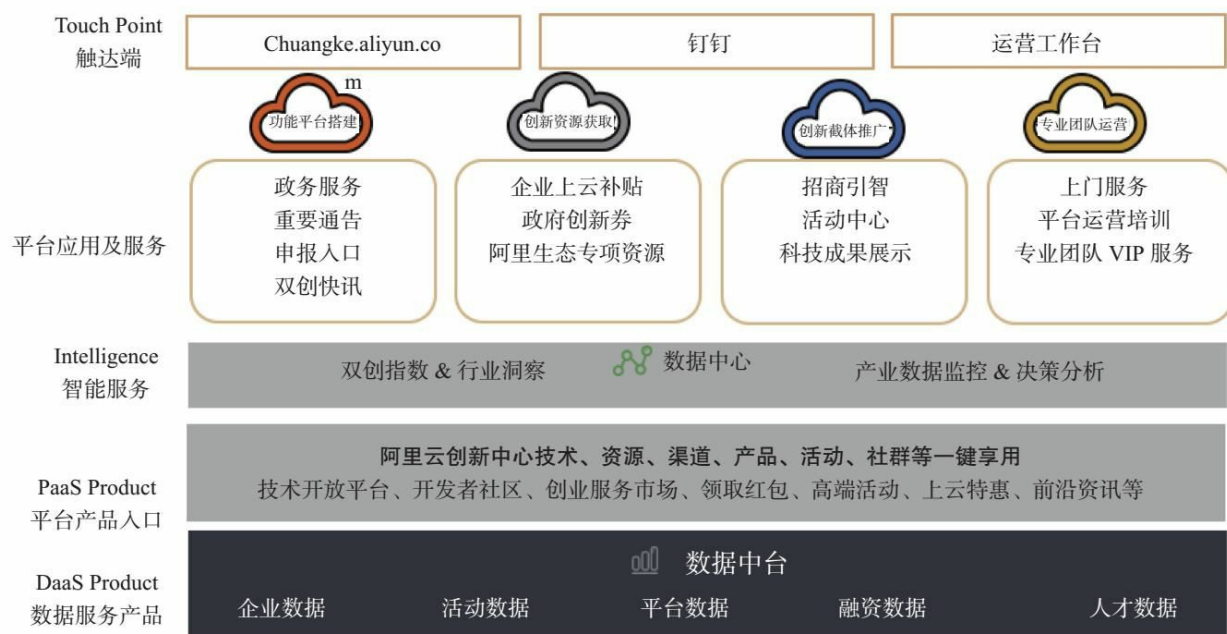 Touch Point
触达端
Chuangke.aliyun.co
m
钉钉
运营工作台
功能平台搭建
创新资源获取
创新截体推广
专业团队运营
平台应用及服务
政务服务
重要通告
申报入口
双创快讯
企业上云补贴
政府创新券
阿里生态专项资源
招商引智
活动中心
科技成果展示
上门服务
平台运营培训
专业团队 VIP 服务
Intelligence
智能服务
双创指数 & 行业洞察
数据中心
产业数据监控 & 决策分析
PaaS Product
平台产品入口
阿里云创新中心技术、资源、渠道、产品、活动、社群等一键享用
技术开放平台、开发者社区、创业服务市场、领取红包、高端活动、上云特惠、前沿资讯等
DaaS Product
数据服务产品
数据中台
企业数据
活动数据
平台数据
融资数据
人才数据